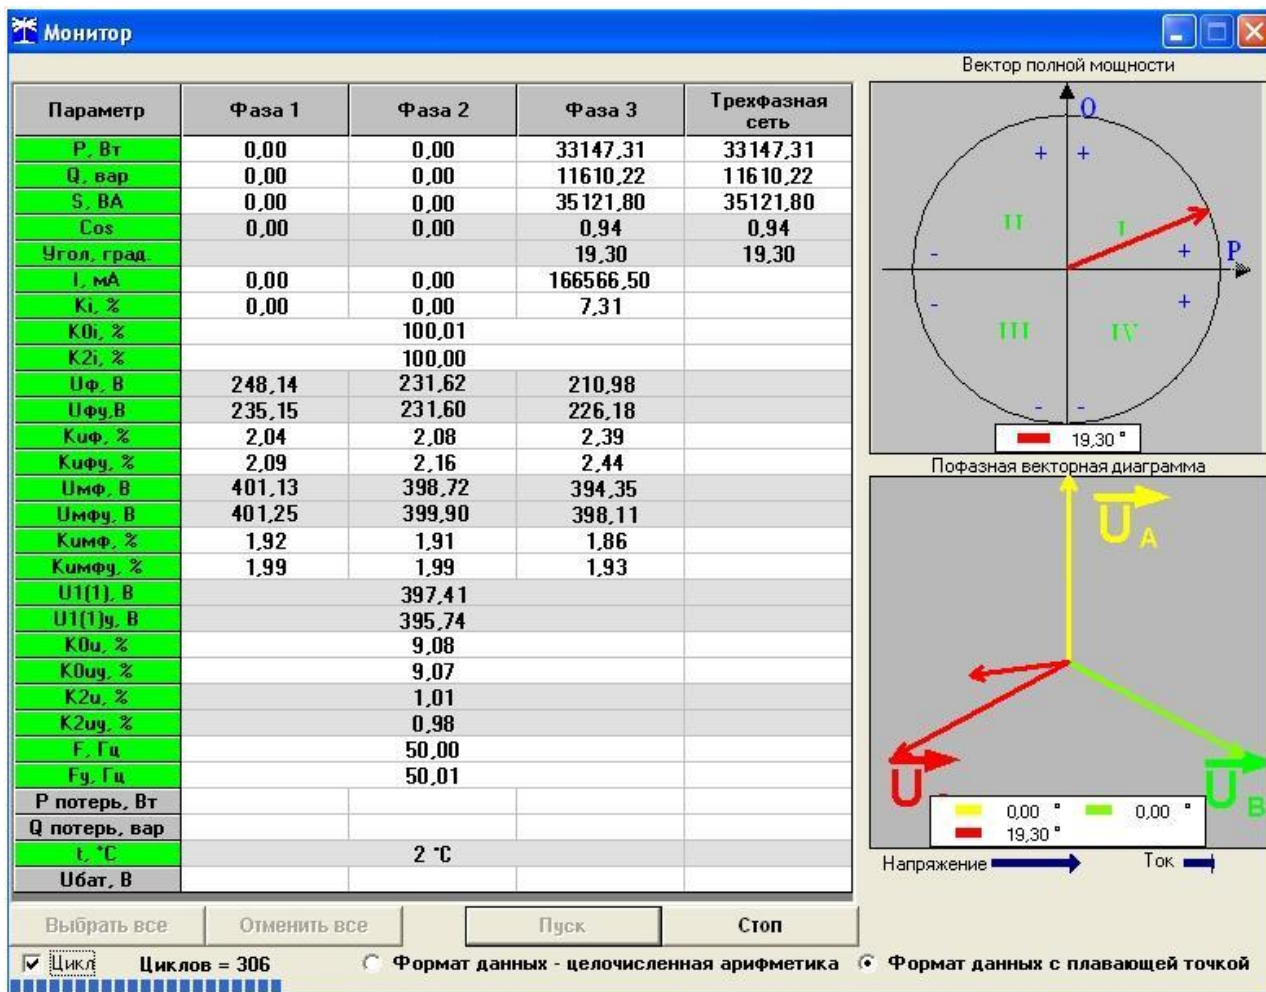 Монитор
Параметр Фаза 1 Фаза 2 Фаза 3 Трехфазная сеть
P, Вт 0,00 0,00 33147,31 33147,31
Q, вар 0,00 0,00 11610,22 11610,22
S, ВА 0,00 0,00 35121,80 35121,80
Cos 0,00 0,00 0,94 0,94
Угол, град. 19,30 19,30
I, мА 0,00 0,00 166566,50
Ki, % 0,00 0,00 7,31
K0i, % 100,01
K2i, % 100,00
Uф, В 248,14 231,62 210,98
Uфу,В 235,15 231,60 226,18
Kuф, % 2,04 2,08 2,39
Kuфу, % 2,09 2,16 2,44
Uмф, В 401,13 398,72 394,35
Uмфу, В 401,25 399,90 398,11
Kuмф, % 1,92 1,91 1,86
Kuмфу, % 1,99 1,99 1,93
U1(1), В 397,41
U1(1)у, В 395,74
K0u, % 9,08
K0uу, % 9,07
K2u, % 1,01
K2uу, % 0,98
F, Гц 50,00
Fу, Гц 50,01
P потерь, Вт
Q потерь, вар
t, °C 2 °C
Uбат, В
Вектор полной мощности
Q
+ +
II I
- + P
- +
III IV
- -
19,30 °
Пофазная векторная диаграмма
U A
U U B
0,00 ° 0,00 °
19,30 °
Напряжение Ток
Выбрать все Отменить все Пуск Стоп
Цикл Циклов = 306 Формат данных - целочисленная арифметика Формат данных с плавающей точкой